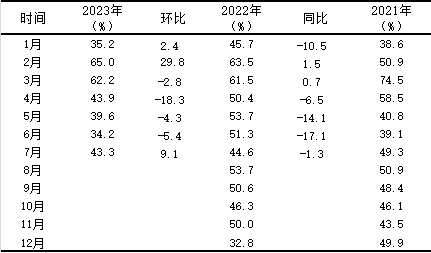 时间 2023年（%） 环比 2022年（%） 同比 2021年（%）
1月 35.2 2.4 45.7 -10.5 38.6
2月 65.0 29.8 63.5 1.5 50.9
3月 62.2 -2.8 61.5 0.7 74.5
4月 43.9 -18.3 50.4 -6.5 58.5
5月 39.6 -4.3 53.7 -14.1 40.8
6月 34.2 -5.4 51.3 -17.1 39.1
7月 43.3 9.1 44.6 -1.3 49.3
8月 53.7 50.9
9月 50.6 48.4
10月 46.3 46.1
11月 50.0 43.5
12月 32.8 49.9